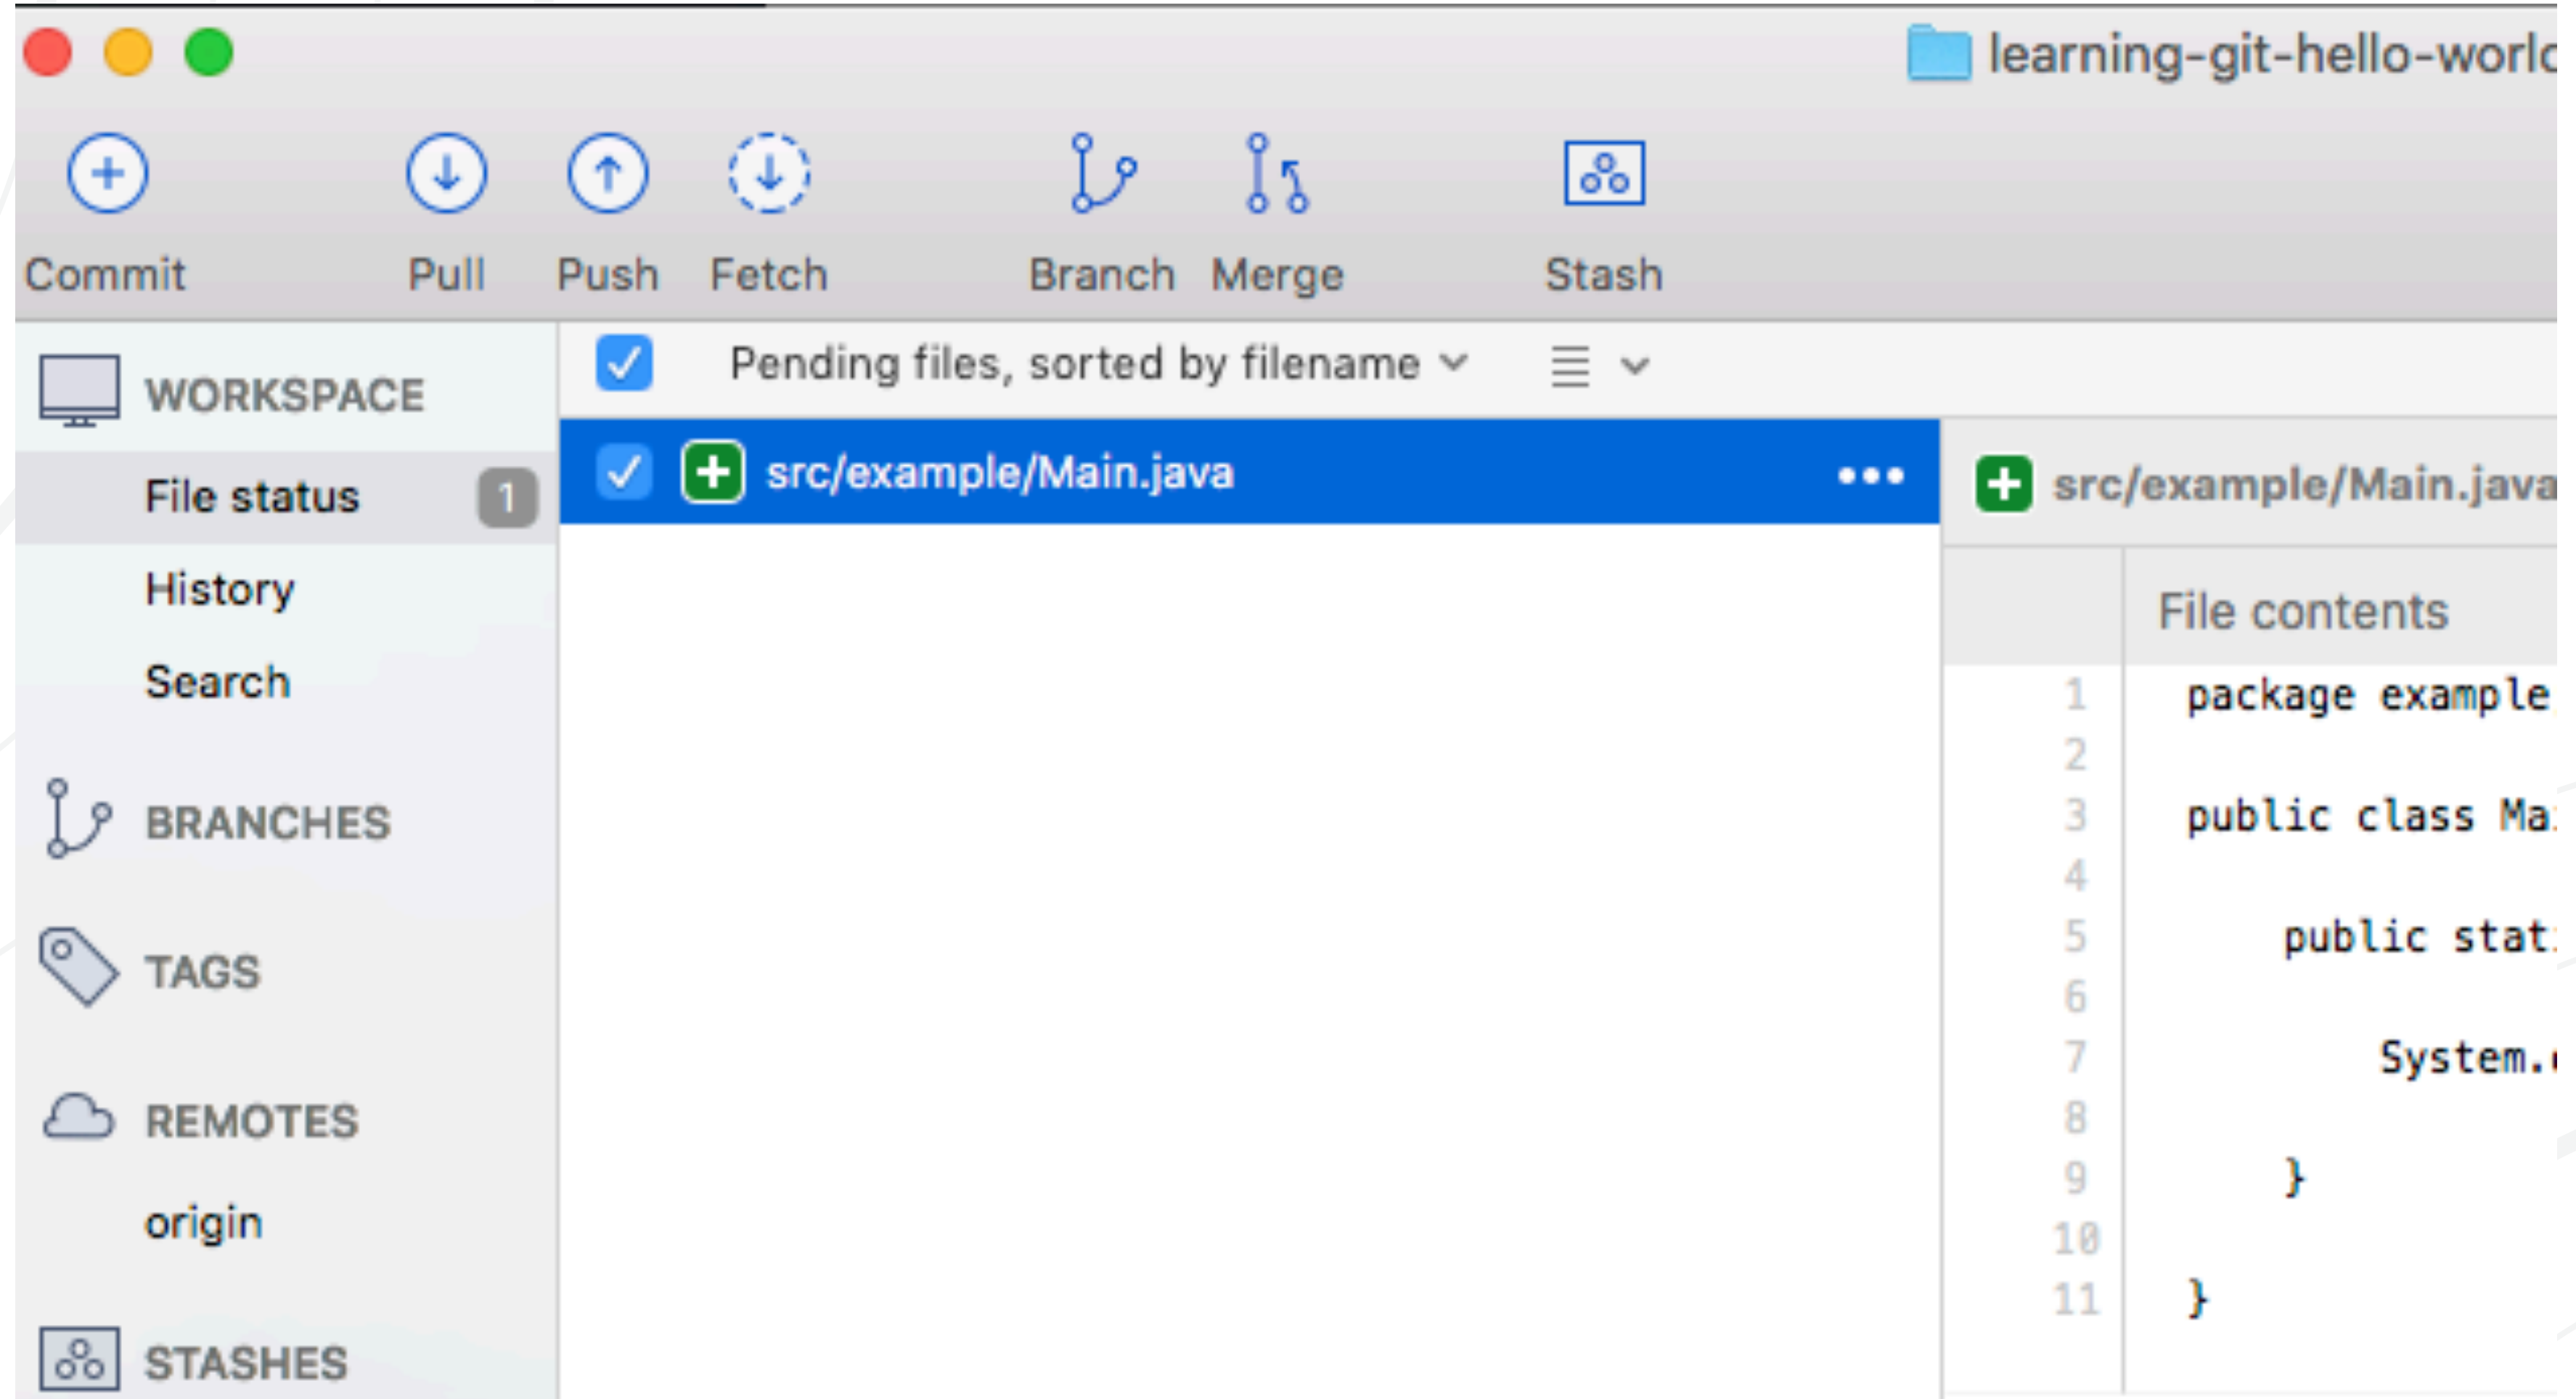 learning-git-hello-world
Commit Pull Push Fetch Branch Merge Stash
WORKSPACE
File status 1
History
Search
BRANCHES
TAGS
REMOTES
origin
STASHES
Pending files, sorted by filename
src/example/Main.java
src/example/Main.java
File contents
1 package example
2
3 public class Ma
4
5 public stat
6
7 System.
8
9 }
10
11 }